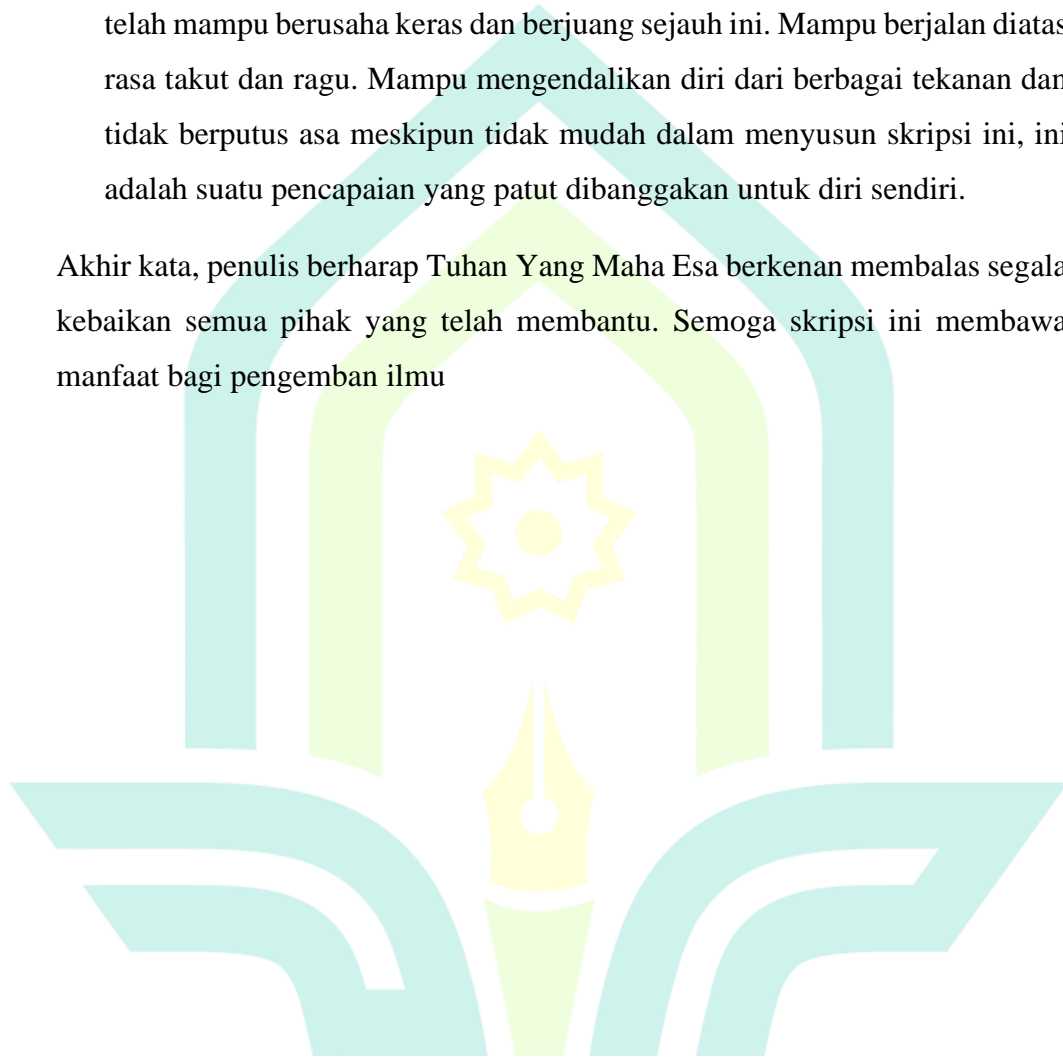 telah mampu berusaha keras dan berjuang sejauh ini. Mampu berjalan diatas
rasa takut dan ragu. Mampu mengendalikan diri dari berbagai tekanan dan
tidak berputus asa meskipun tidak mudah dalam menyusun skripsi ini, ini
adalah suatu pencapaian yang patut dibanggakan untuk diri sendiri.
Akhir kata, penulis berharap Tuhan Yang Maha Esa berkenan membalas segala
kebaikan semua pihak yang telah membantu. Semoga skripsi ini membawa
manfaat bagi pengemban ilmu